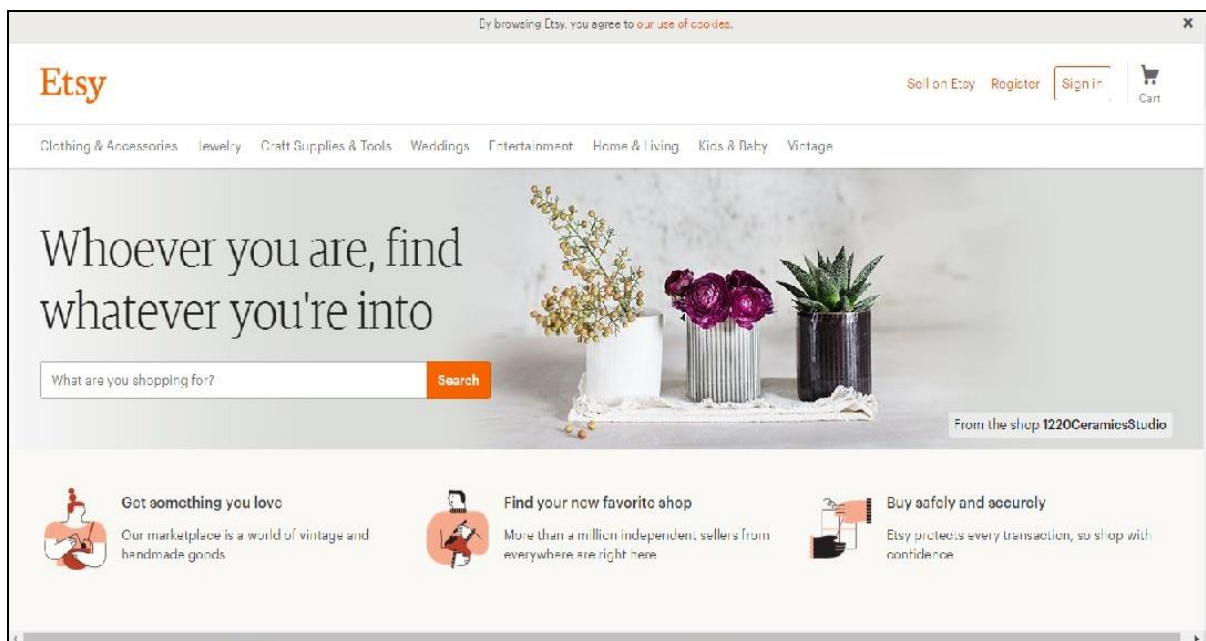 By browsing Etsy, you agree to our use of cookies.
Etsy
Sell on Etsy Register Sign in
Cart
Clothing & Accessories Jewelry Craft Supplies & Tools Weddings Entertainment Home & Living Kids & Baby Vintage
Whoever you are, find
whatever you're into
What are you shopping for? Search
From the shop 1220CeramicsStudio
Get something you love
Our marketplace is a world of vintage and
handmade goods
Find your new favorite shop
More than a million independent sellers from
everywhere are right here
Buy safely and securely
Etsy protects every transaction, so shop with
confidence